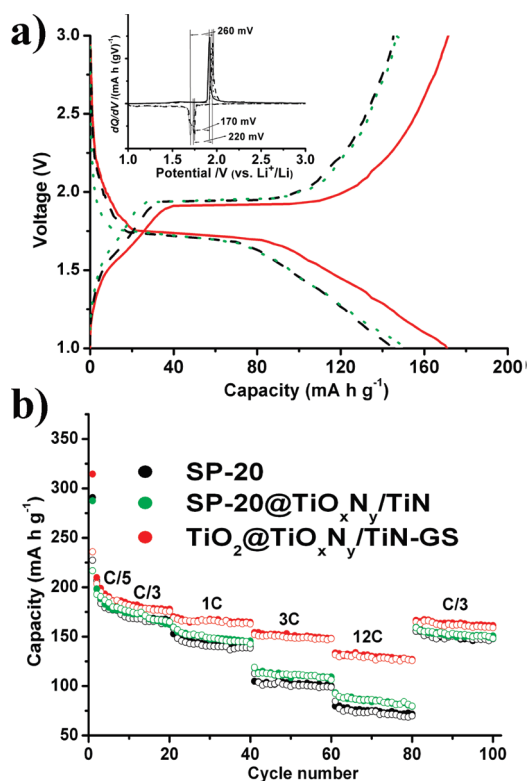 a)
3.0
2.5
2.0
1.5
1.0
Voltage (V)
0
40
80
120
160
200
Capacity (mA h g⁻¹)
dQ/dV /(mA h (gV)⁻¹)
260 mV
170 mV
220 mV
1.0
1.5
2.0
2.5
3.0
Potential /V (vs. Li⁺/Li)
b)
350
300
250
200
150
100
50
Capacity (mA h g⁻¹)
SP-20
SP-20@TiOₓNᵧ/TiN
TiO₂@TiOₓNᵧ/TiN-GS
C/5
C/3
1C
3C
12C
C/3
0
20
40
60
80
100
Cycle number